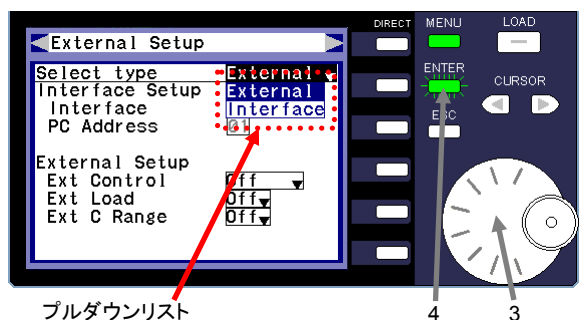 External Setup
Select type External
Interface Setup External
Interface Interface
PC Address 01
External Setup
Ext Control Off
Ext Load Off
Ext C Range Off
DIRECT
MENU
LOAD
ENTER
CURSOR
ESC
プルダウンリスト
4
3